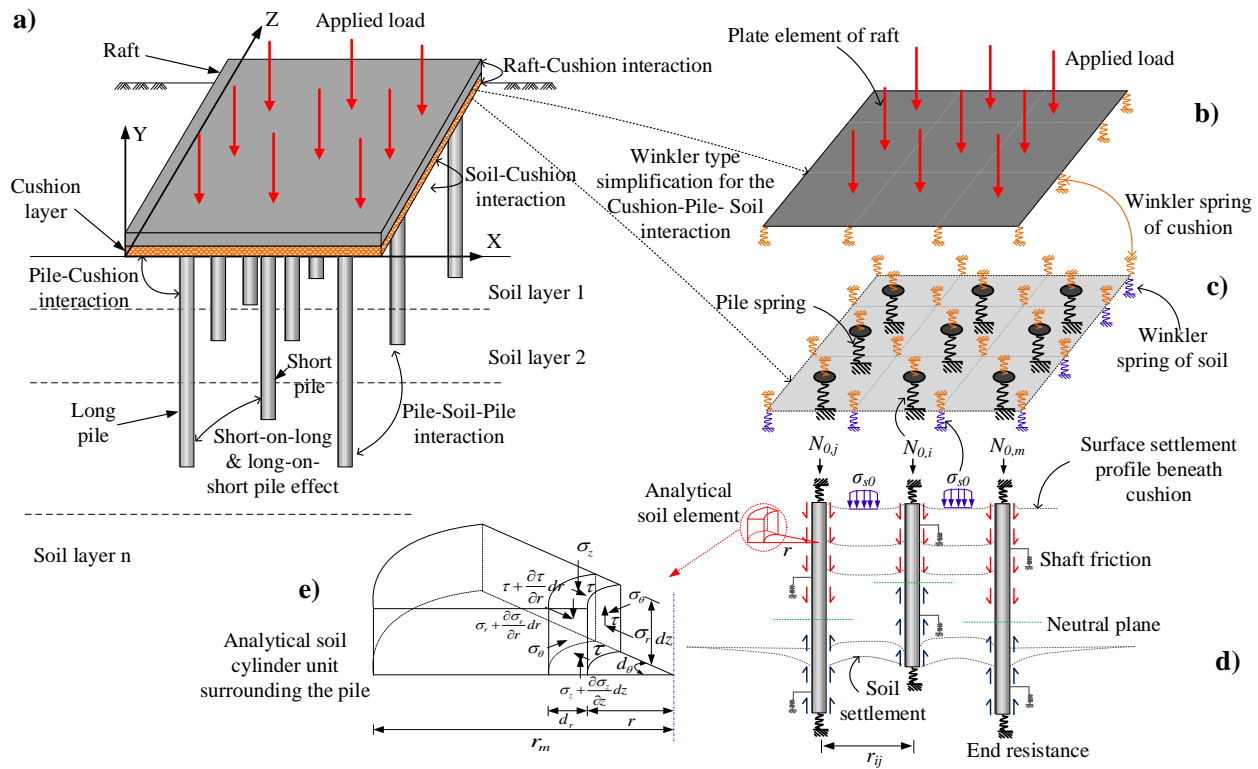 a)
Z
Applied load
Raft
Raft-Cushion interaction
Y
Cushion
layer
Soil-Cushion
interaction
X
Pile-Cushion
interaction
Soil layer 1
Soil layer 2
Short
pile
Long
pile
Pile-Soil-Pile
interaction
Short-on-long
& long-on-
short pile effect
Soil layer n
Winkler type
simplification for the
Cushion-Pile- Soil
interaction
Plate element of raft
Applied load
b)
Winkler spring
of cushion
c)
Pile spring
Winkler
spring of soil
N0,j
N0,i
N0,m
σs0
σs0
Surface settlement
profile beneath
cushion
Analytical
soil element
r
Shaft friction
Neutral plane
d)
Soil
settlement
rij
End resistance
e)
Analytical soil
cylinder unit
surrounding the pile
σz
τ + ∂τ/∂r dr
τ
σθ
σr + ∂σr/∂r dr
τ
σr
dz
σθ
τ
dθ
σz + ∂σz/∂z dz
dr
r
rm